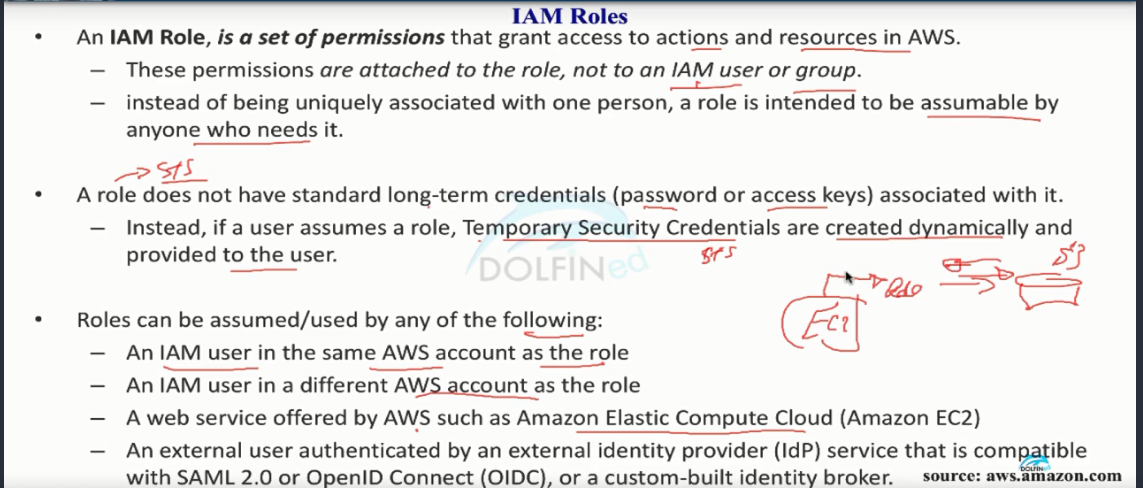 IAM Roles
• An IAM Role, is a set of permissions that grant access to actions and resources in AWS.
– These permissions are attached to the role, not to an IAM user or group.
– instead of being uniquely associated with one person, a role is intended to be assumable by
anyone who needs it.
STS
• A role does not have standard long-term credentials (password or access keys) associated with it.
– Instead, if a user assumes a role, Temporary Security Credentials are created dynamically and
provided to the user.
STS
DOLFINed
S3
Role
EC2
• Roles can be assumed/used by any of the following:
– An IAM user in the same AWS account as the role
– An IAM user in a different AWS account as the role
– A web service offered by AWS such as Amazon Elastic Compute Cloud (Amazon EC2)
– An external user authenticated by an external identity provider (IdP) service that is compatible
with SAML 2.0 or OpenID Connect (OIDC), or a custom-built identity broker.
DOLFINed
source: aws.amazon.com